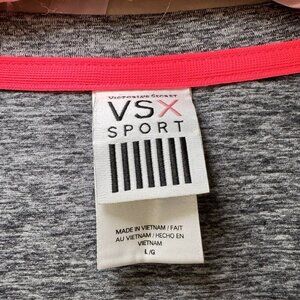 Victoria's Secret
VSX
SPORT
MADE IN VIETNAM / FAIT
AU VIETNAM / HECHO EN
VIETNAM
L/G